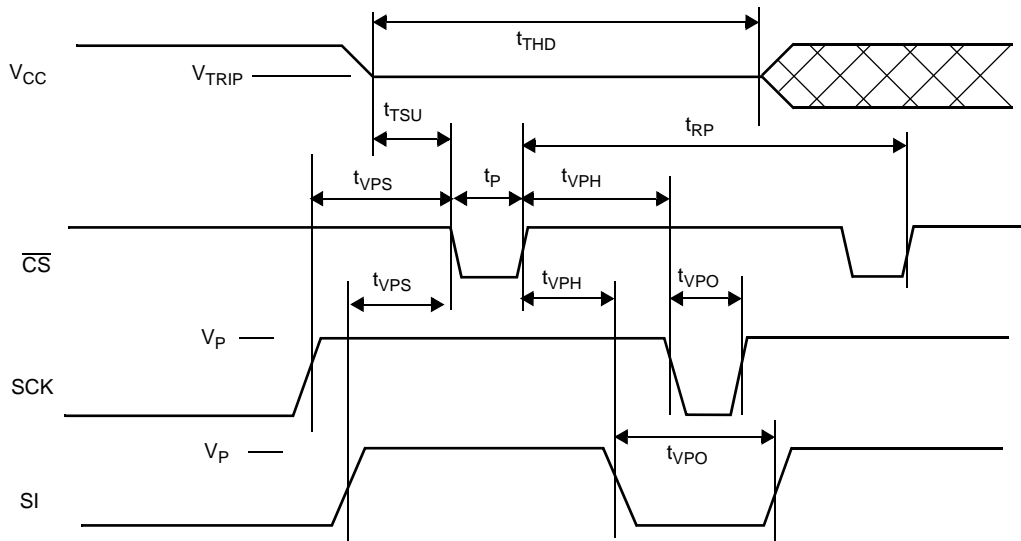 tTHD
VCC
VTRIP
tTSU
tRP
tVPS tP tVPH
CS
tVPS tVPH tVPO
VP
SCK
VP tVPO
SI